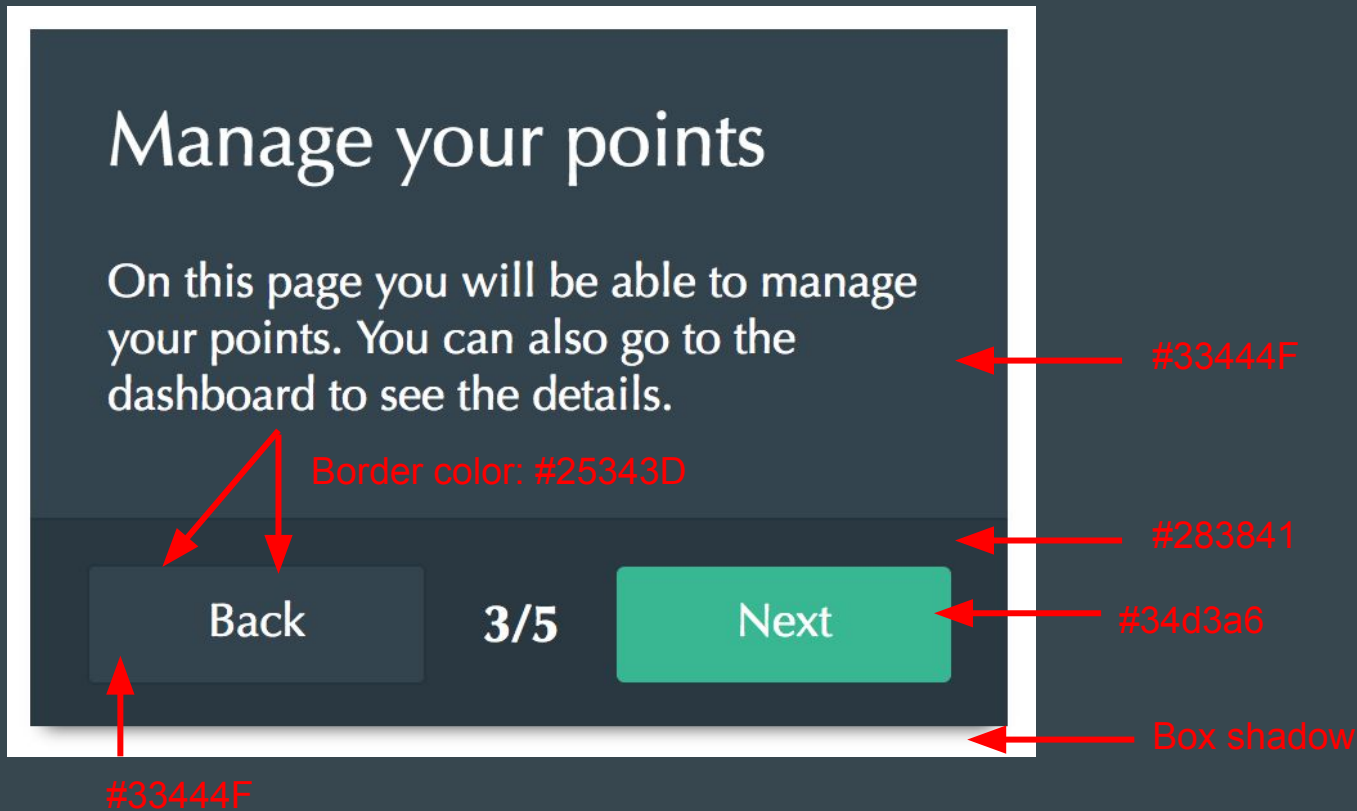 Manage your points
On this page you will be able to manage
your points. You can also go to the
dashboard to see the details.
#33444F
Border color: #25343D
#283841
Back
3/5
Next
#34d3a6
Box shadow
#33444F